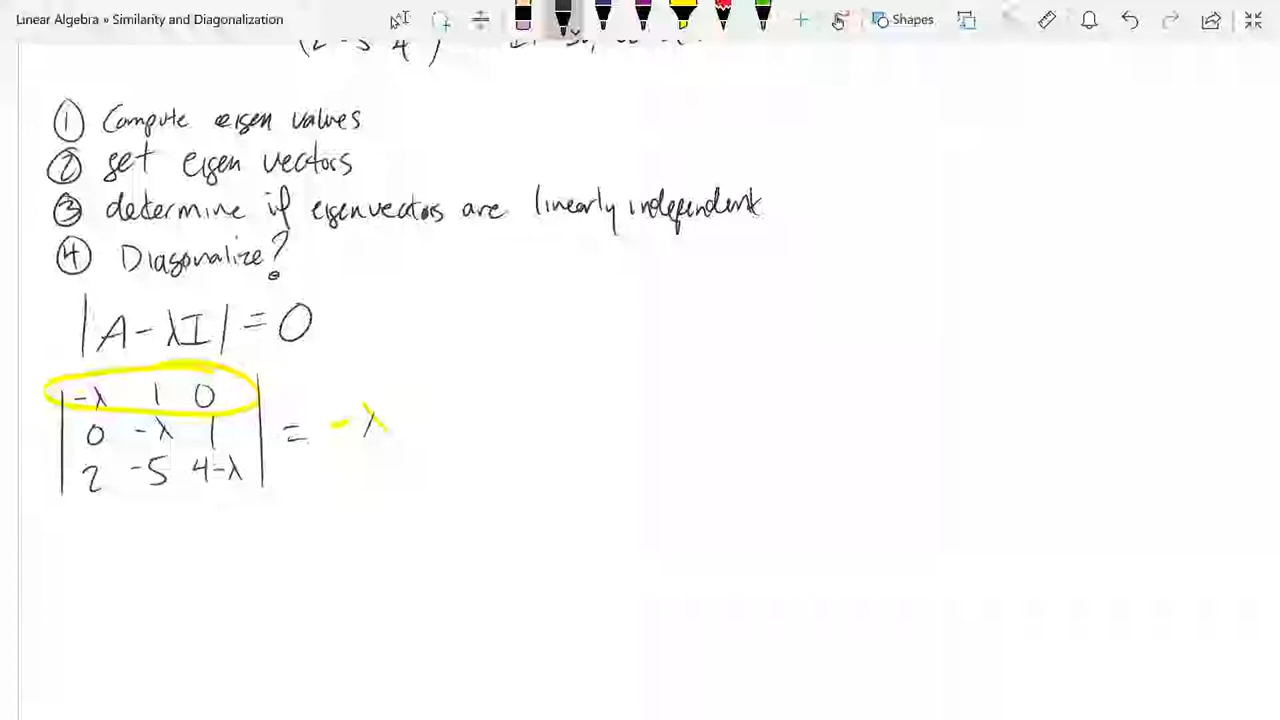 Linear Algebra » Similarity and Diagonalization
Shapes
① Compute eigen values
② get eigen vectors
③ determine if eigenvectors are linearly independent
④ Diagonalize?
|A - λI| = 0
-λ 1 0
0 -λ 1 = -λ
2 -5 4-λ